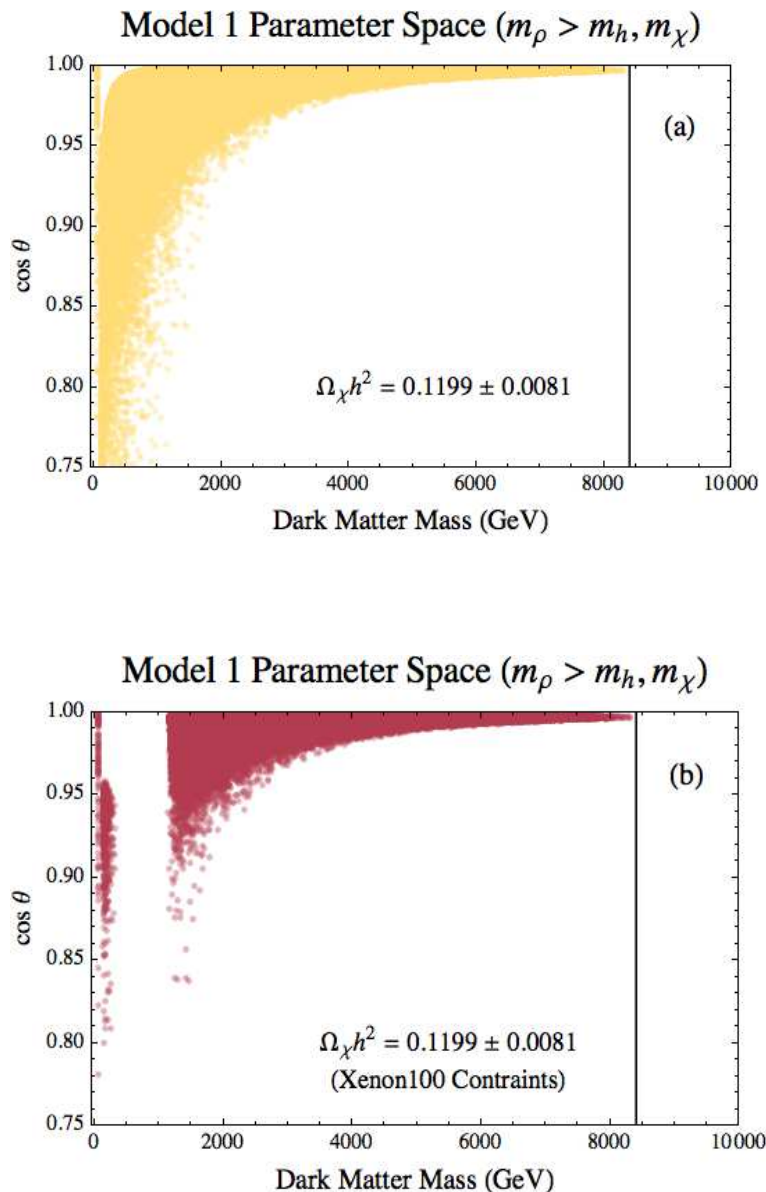 Model 1 Parameter Space (mρ > mh, mχ)
1.00
(a)
0.95
0.90
cos θ
0.85
0.80
Ωχh² = 0.1199 ± 0.0081
0.75
0 2000 4000 6000 8000 10000
Dark Matter Mass (GeV)
Model 1 Parameter Space (mρ > mh, mχ)
1.00
(b)
0.95
0.90
cos θ
0.85
0.80
Ωχh² = 0.1199 ± 0.0081
(Xenon100 Contraints)
0.75
0 2000 4000 6000 8000 10000
Dark Matter Mass (GeV)